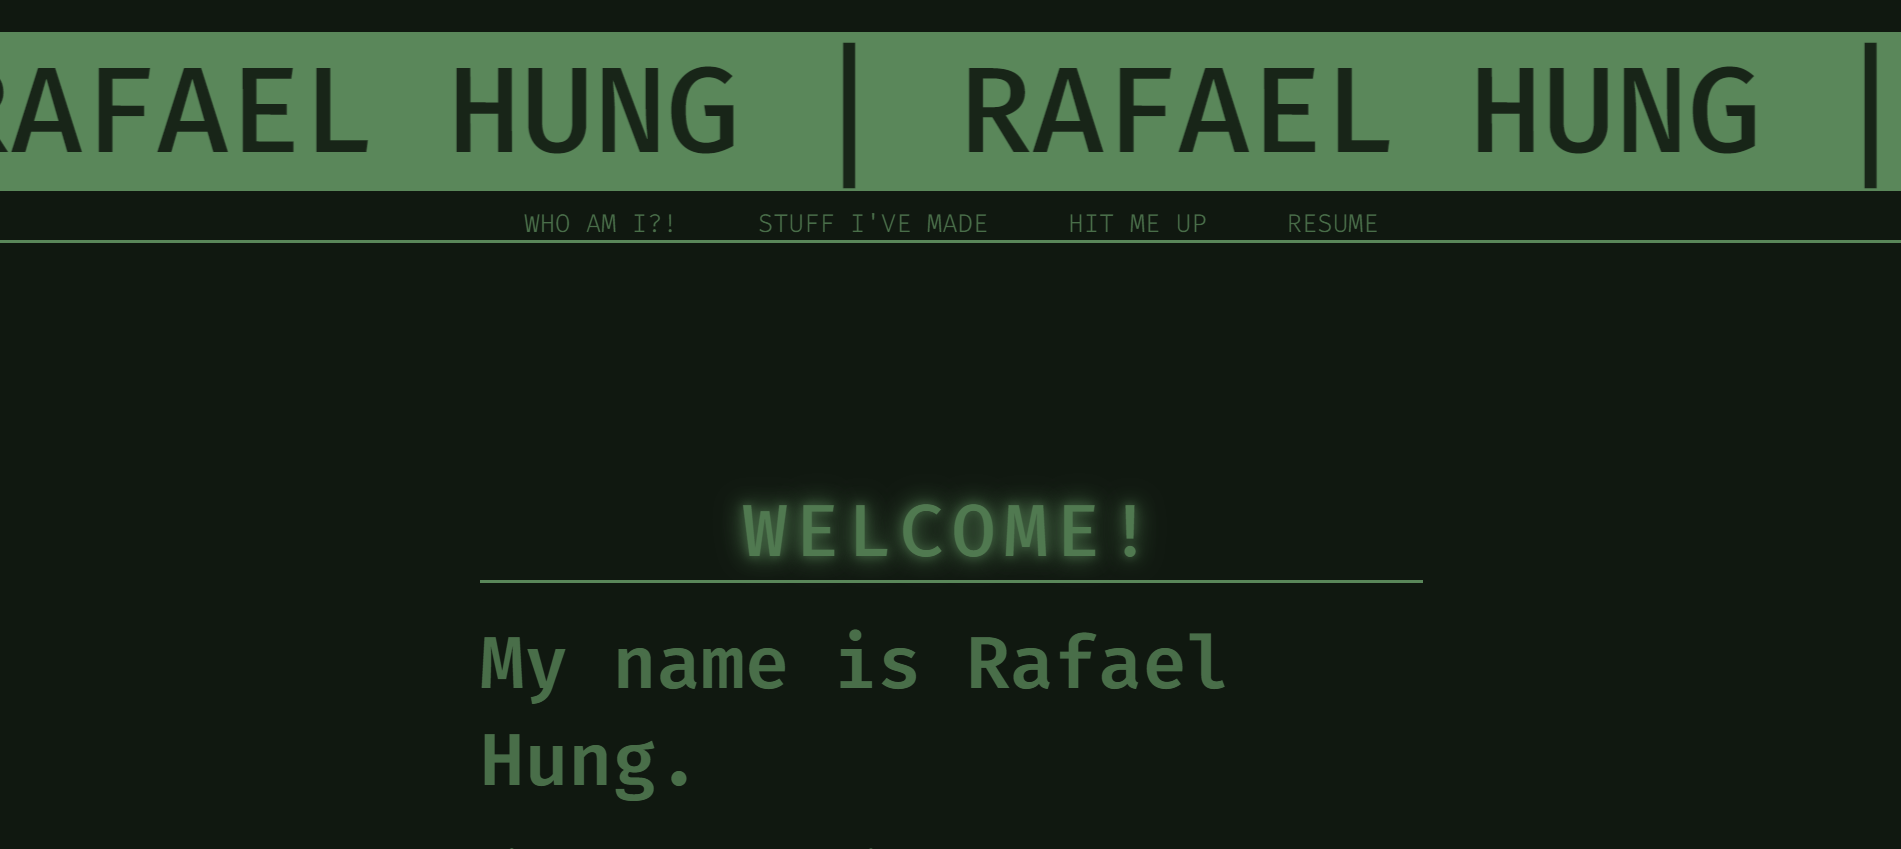 RAFAEL HUNG | RAFAEL HUNG |
WHO AM I?! STUFF I'VE MADE HIT ME UP RESUME
WELCOME!
My name is Rafael
Hung.